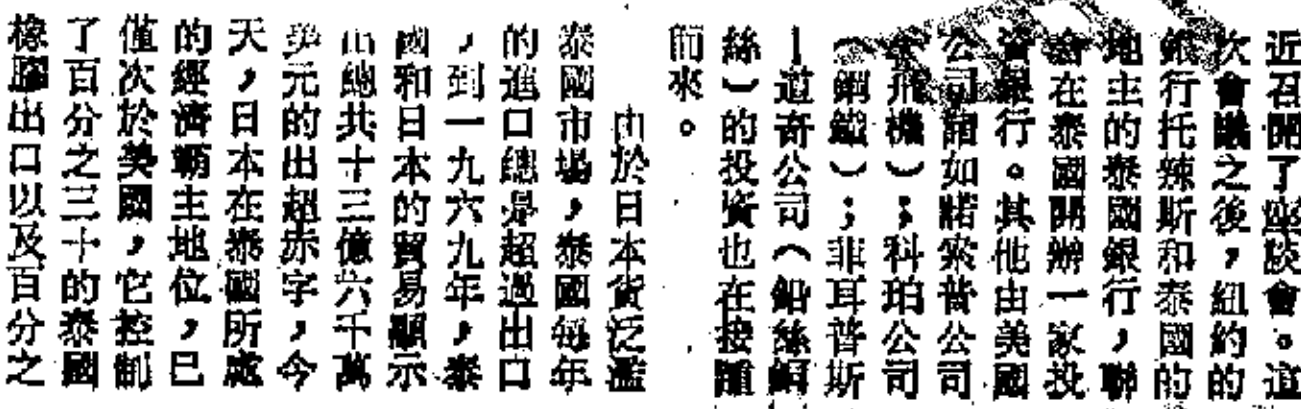 近召開了座談會。這
次會議之後，紐約的
銀行托辣斯和泰國的
地主的泰國銀行，聯
合在泰國開辦一家投
資銀行。其他由美國
公司諸如諾索普公司
（飛機）；科珀公司
（鋼鐵）；非耳普斯
—道奇公司（鉛絲銅
絲）的投資也在接踵
而來。
由於日本貨泛濫
泰國市場，泰國每年
的進口總是超過出口
，到一九六九年，泰
國和日本的貿易顯示
出總共十三億六千萬
美元的出超赤字，今
天，日本在泰國所處
的經濟霸主地位，已
僅次於美國，它控制
了百分之三十的泰國
橡膠出口以及百分之